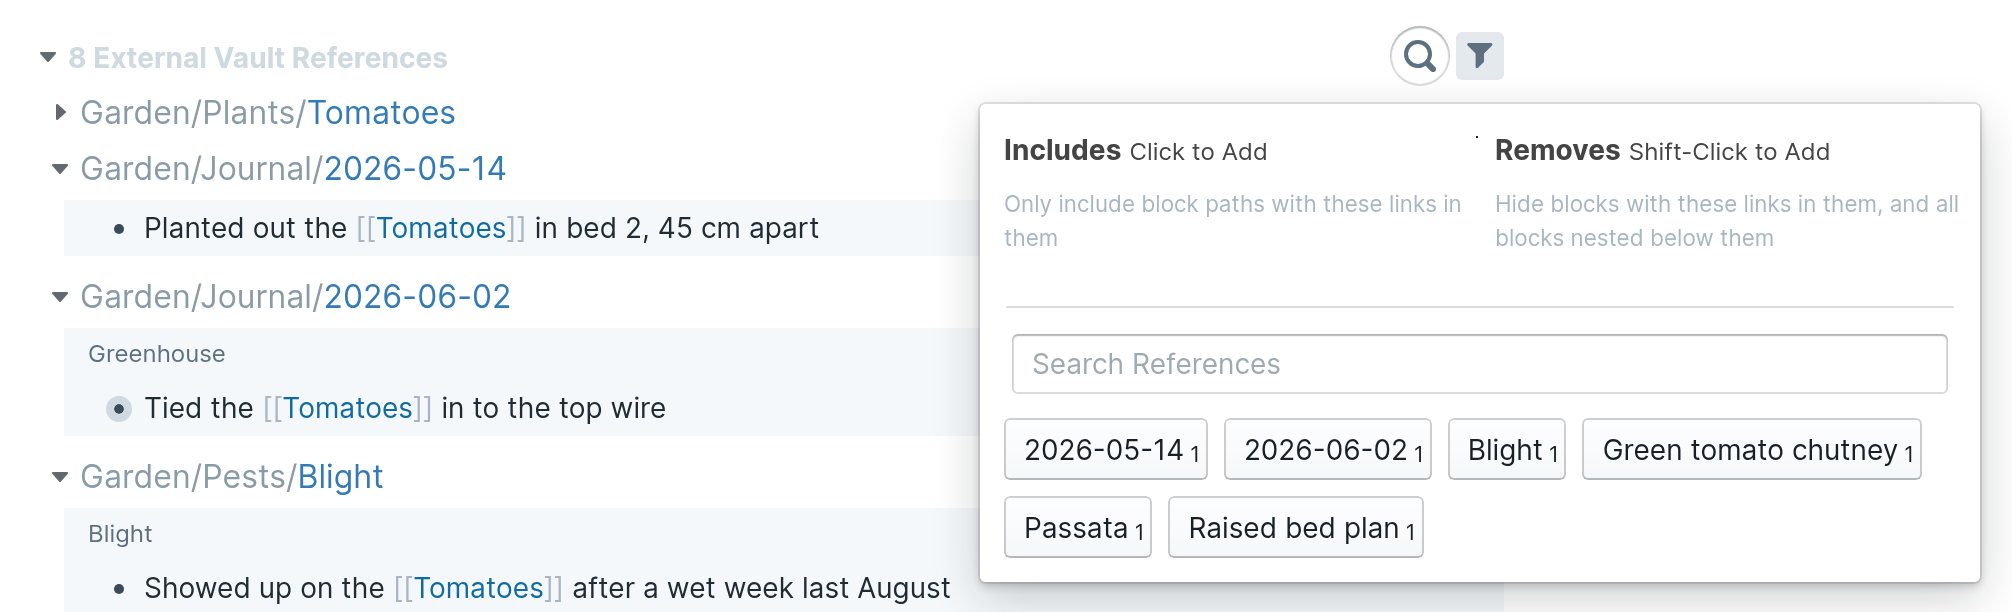 8 External Vault References
Garden/Plants/Tomatoes
Garden/Journal/2026-05-14
Planted out the [[Tomatoes]] in bed 2, 45 cm apart
Garden/Journal/2026-06-02
Greenhouse
Tied the [[Tomatoes]] in to the top wire
Garden/Pests/Blight
Blight
Showed up on the [[Tomatoes]] after a wet week last August
Includes Click to Add
Only include block paths with these links in
them
Removes Shift-Click to Add
Hide blocks with these links in them, and all
blocks nested below them
Search References
2026-05-14 1 2026-06-02 1 Blight 1 Green tomato chutney 1
Passata 1 Raised bed plan 1